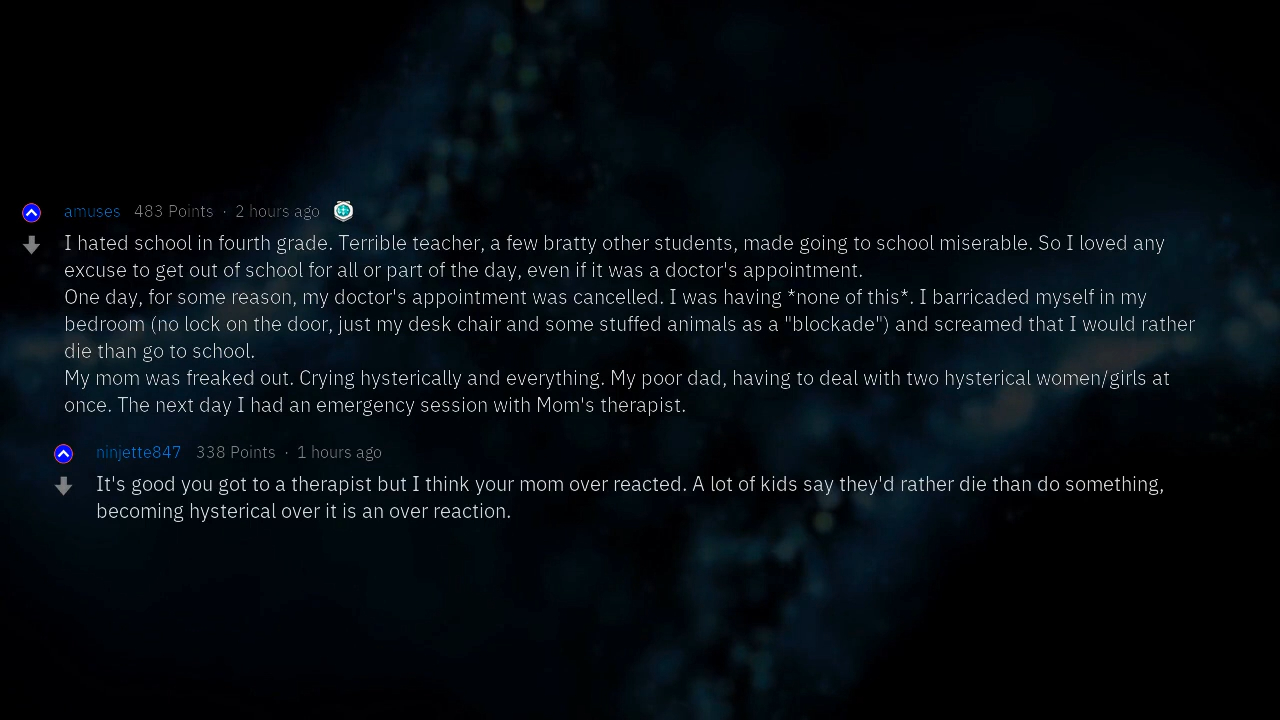 amuses 483 Points · 2 hours ago
I hated school in fourth grade. Terrible teacher, a few bratty other students, made going to school miserable. So I loved any
excuse to get out of school for all or part of the day, even if it was a doctor's appointment.
One day, for some reason, my doctor's appointment was cancelled. I was having *none of this*. I barricaded myself in my
bedroom (no lock on the door, just my desk chair and some stuffed animals as a "blockade") and screamed that I would rather
die than go to school.
My mom was freaked out. Crying hysterically and everything. My poor dad, having to deal with two hysterical women/girls at
once. The next day I had an emergency session with Mom's therapist.
ninjette847 338 Points · 1 hours ago
It's good you got to a therapist but I think your mom over reacted. A lot of kids say they'd rather die than do something,
becoming hysterical over it is an over reaction.